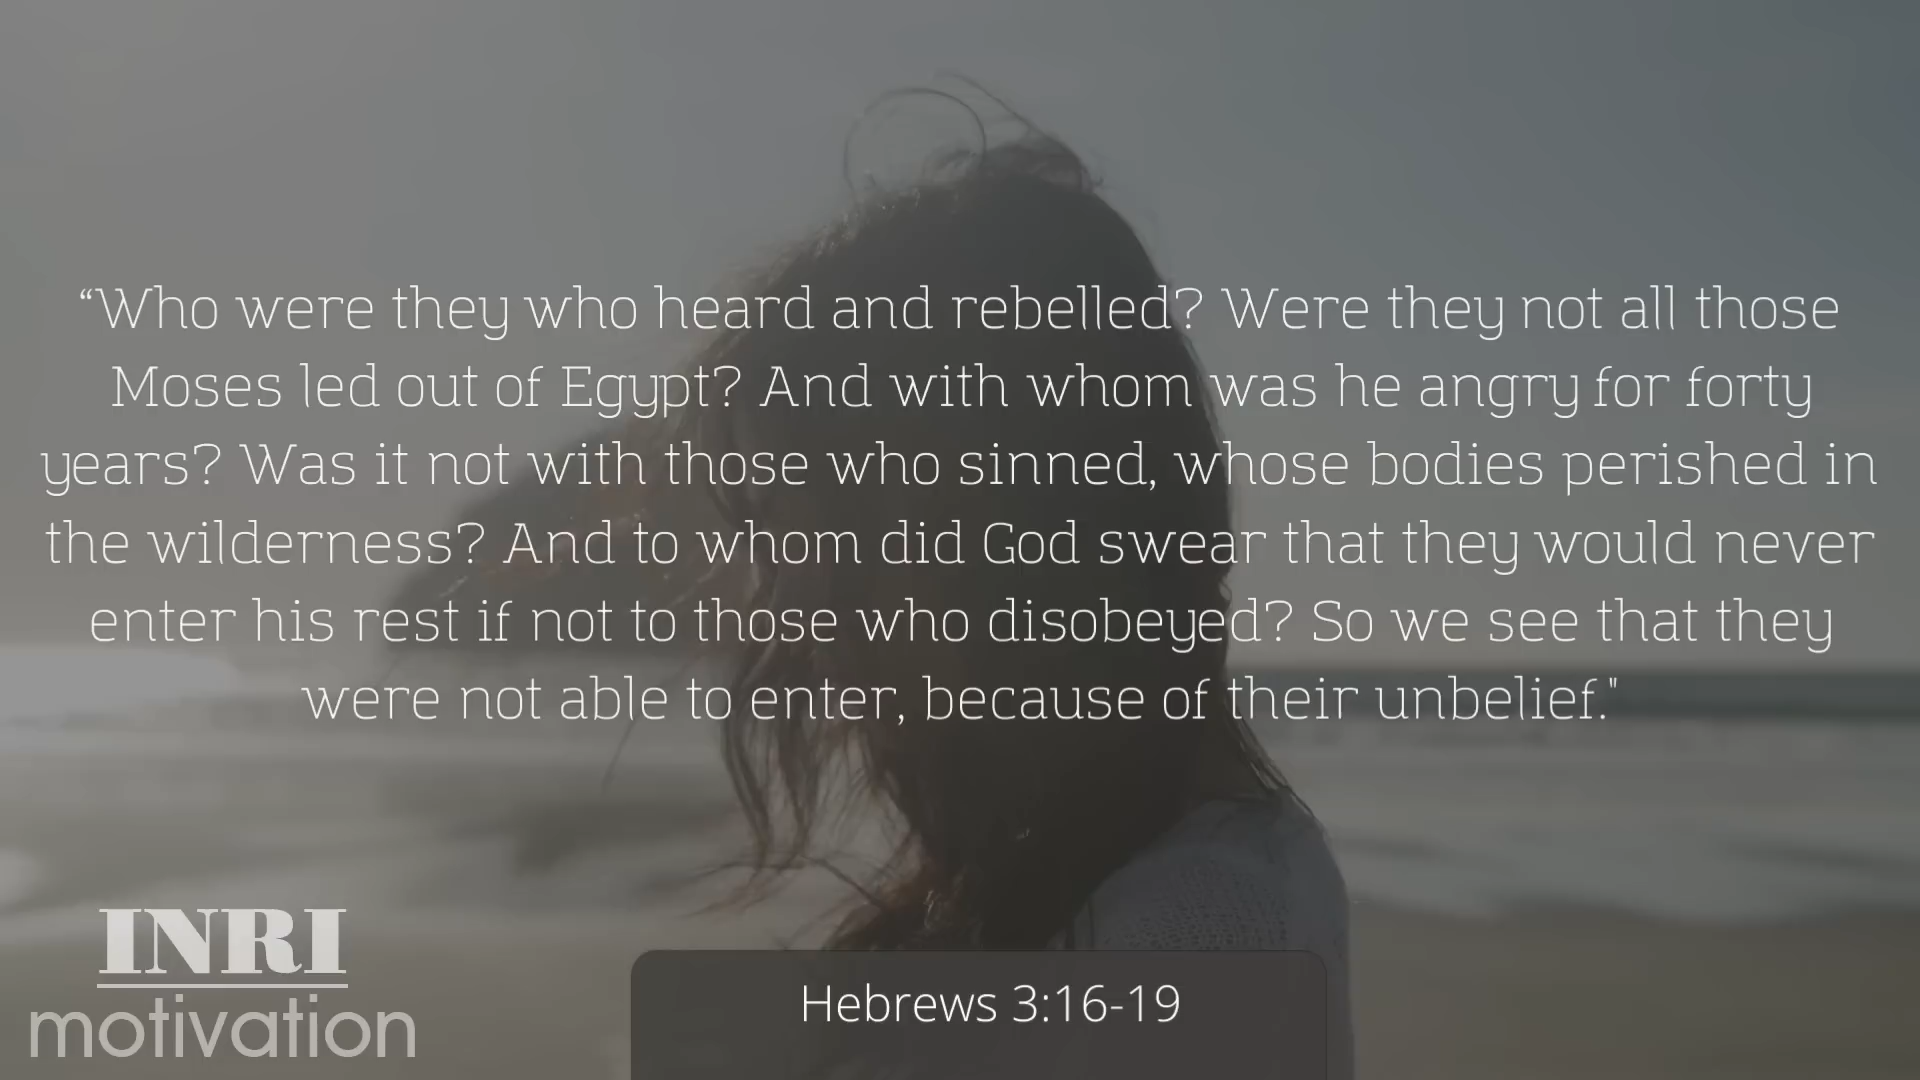 “Who were they who heard and rebelled? Were they not all those
Moses led out of Egypt? And with whom was he angry for forty
years? Was it not with those who sinned, whose bodies perished in
the wilderness? And to whom did God swear that they would never
enter his rest if not to those who disobeyed? So we see that they
were not able to enter, because of their unbelief."
INRI
motivation
Hebrews 3:16-19